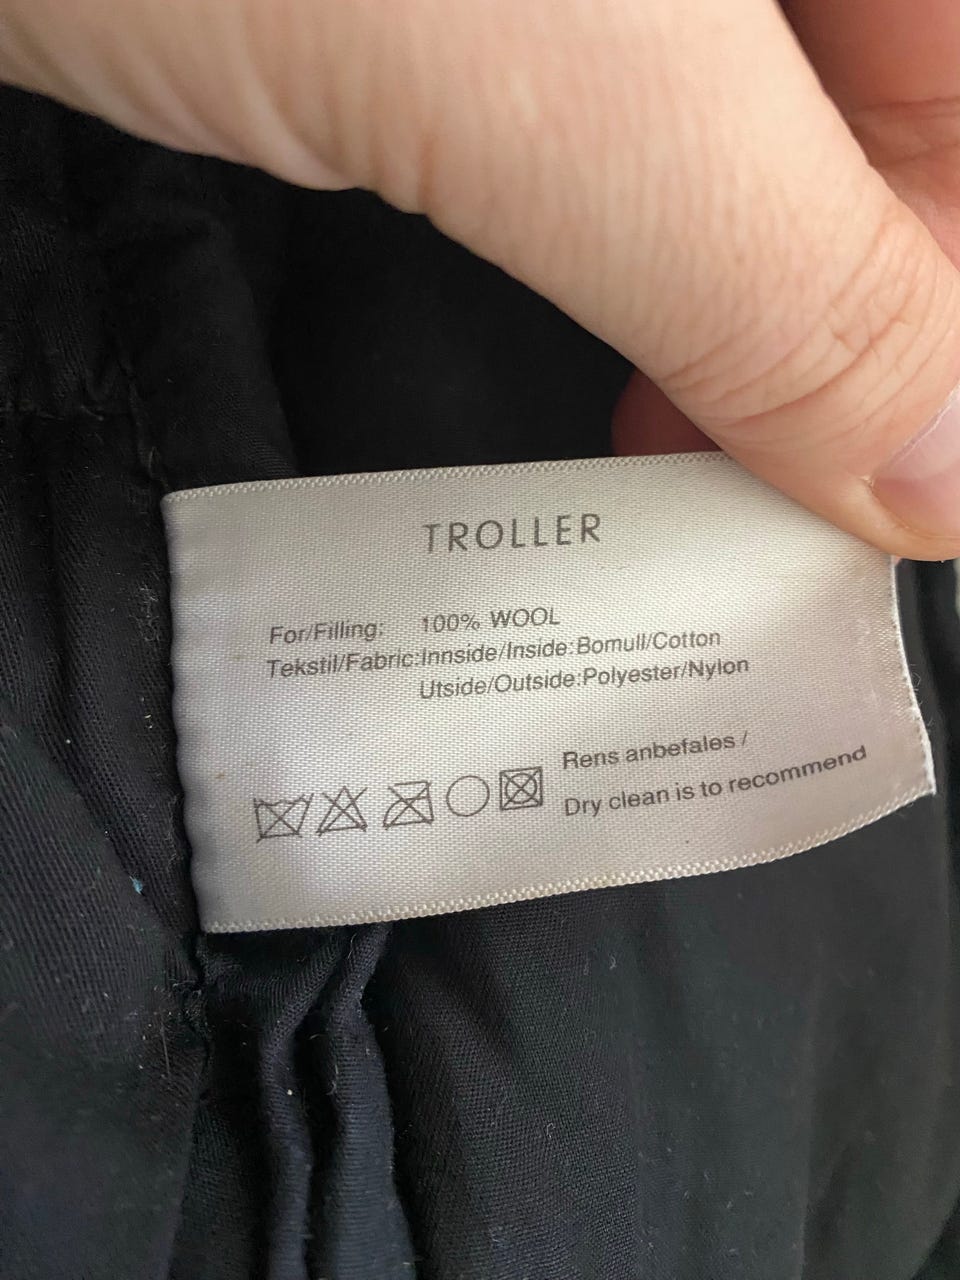 TROLLER
For/Filling: 100% WOOL
Tekstil/Fabric:Innside/Inside:Bomull/Cotton
Utside/Outside:Polyester/Nylon
Rens anbefales /
Dry clean is to recommend